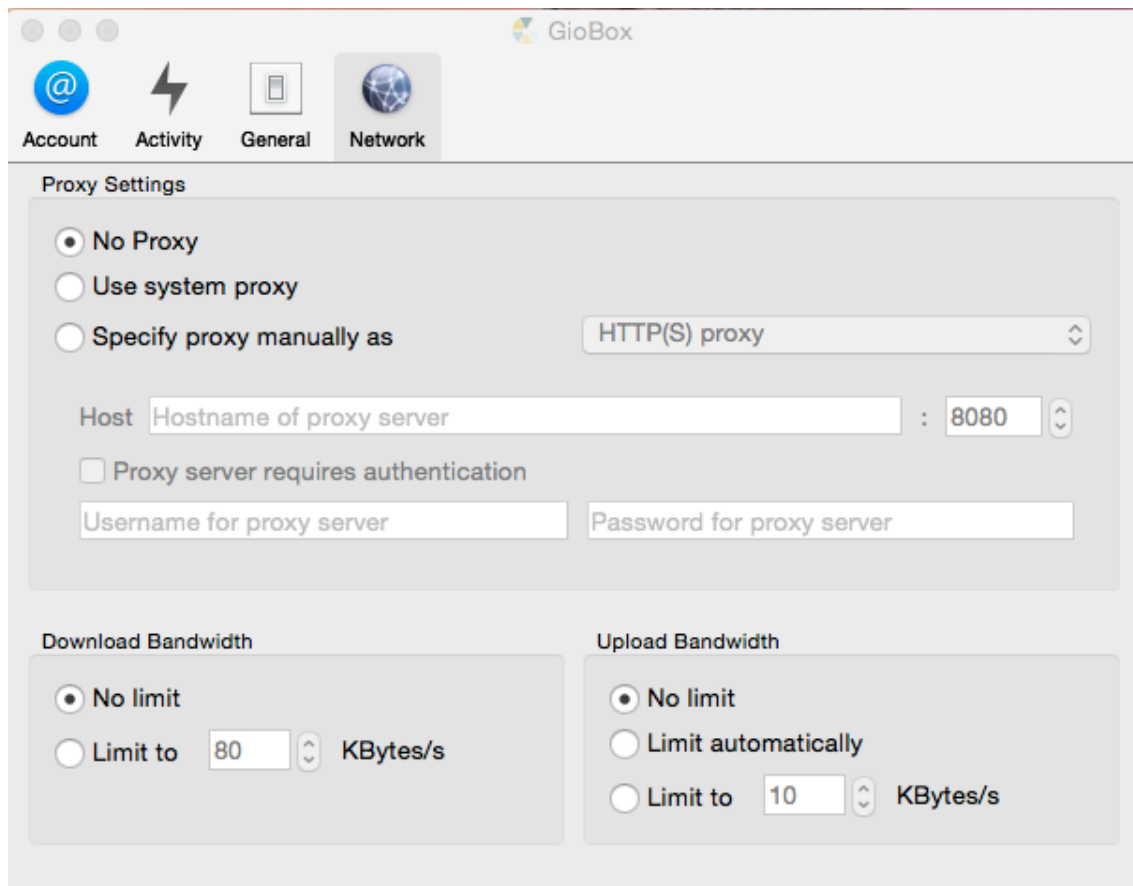 GioBox
Account Activity General Network
Proxy Settings
No Proxy
Use system proxy
Specify proxy manually as HTTP(S) proxy
Host Hostname of proxy server : 8080
Proxy server requires authentication
Username for proxy server Password for proxy server
Download Bandwidth Upload Bandwidth
No limit No limit
Limit automatically
Limit to 80 KBytes/s
Limit to 10 KBytes/s